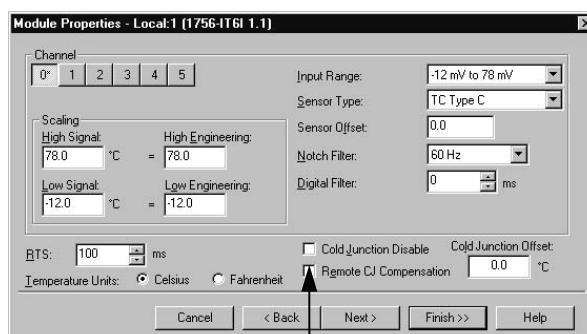 Module Properties - Local:1 (1756-IT6I 1.1)
Channel
0* 1 2 3 4 5
Scaling
High Signal: High Engineering:
78.0 °C = 78.0
Low Signal: Low Engineering:
-12.0 °C = -12.0
Input Range: -12 mV to 78 mV
Sensor Type: TC Type C
Sensor Offset: 0.0
Notch Filter: 60 Hz
Digital Filter: 0 ms
RTS: 100 ms
Temperature Units: Celsius Fahrenheit
Cold Junction Disable Cold Junction Offset:
Remote CJ Compensation 0.0 °C
Cancel < Back Next > Finish >> Help